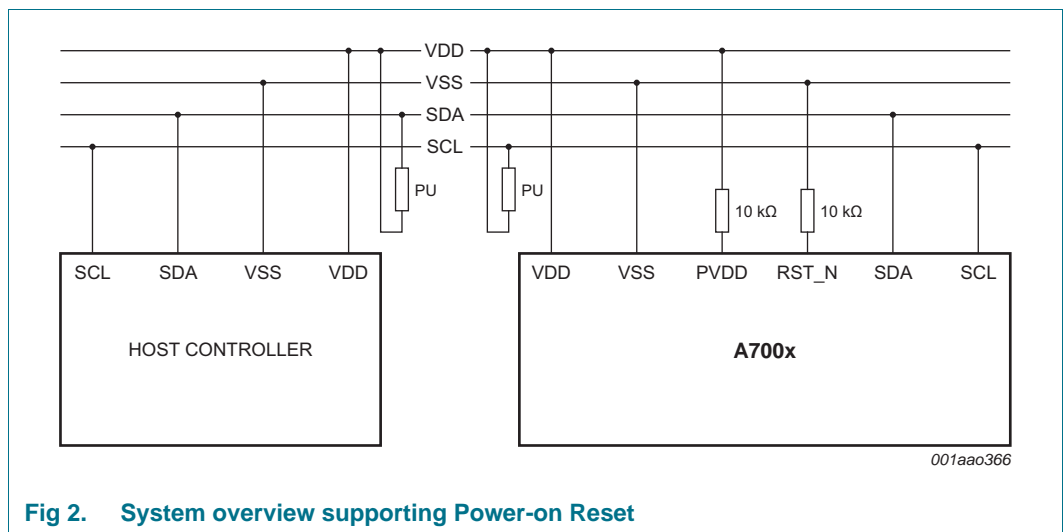 VDD
VSS
SDA
SCL
PU
PU
10 kΩ
10 kΩ
SCL SDA VSS VDD
VDD VSS PVDD RST_N SDA SCL
HOST CONTROLLER
A700x
001aao366
Fig 2. System overview supporting Power-on Reset